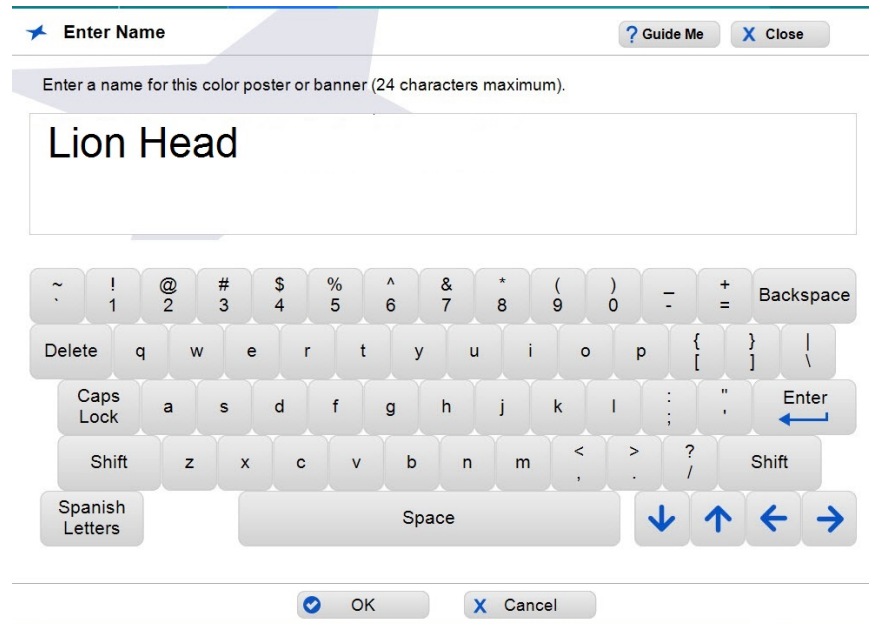 Enter Name
? Guide Me
X Close
Enter a name for this color poster or banner (24 characters maximum).
Lion Head
~ ! @ # $ % ^ & * ( ) _ +
` 1 2 3 4 5 6 7 8 9 0 - = Backspace
Delete q w e r t y u i o p { [ } ] | \
Caps Lock a s d f g h j k l : ; " ' Enter
Shift z x c v b n m < , > . ? / Shift
Spanish Letters Space
OK X Cancel